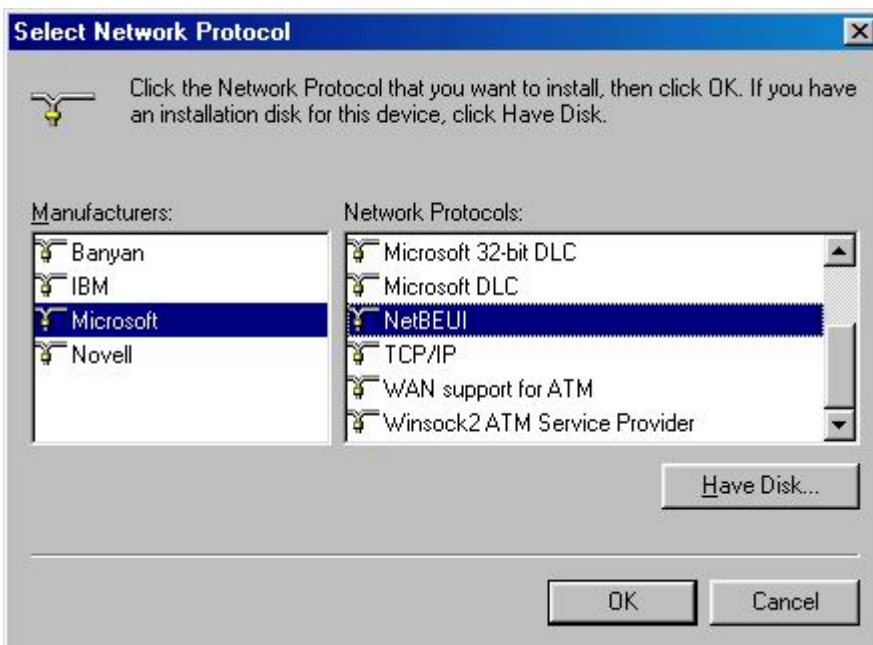 Select Network Protocol
Click the Network Protocol that you want to install, then click OK. If you have
an installation disk for this device, click Have Disk.
Manufacturers:
Banyan
IBM
Microsoft
Novell
Network Protocols:
Microsoft 32-bit DLC
Microsoft DLC
NetBEUI
TCP/IP
WAN support for ATM
Winsock2 ATM Service Provider
Have Disk...
OK
Cancel